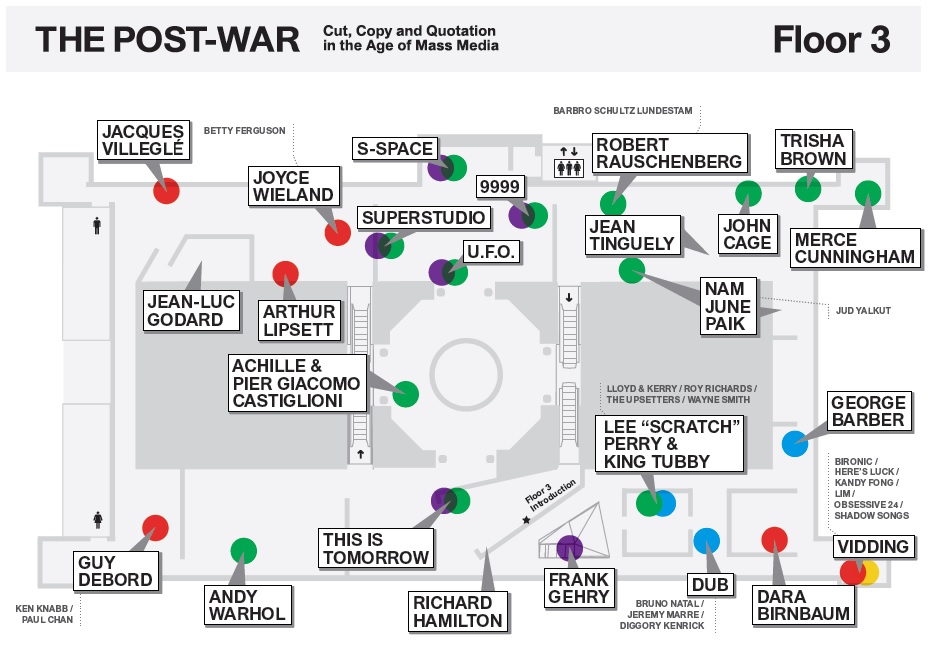 THE POST-WAR
Cut, Copy and Quotation
in the Age of Mass Media
Floor 3
JACQUES
VILLEGLÉ
BETTY FERGUSON
JOYCE
WIELAND
S-SPACE
9999
SUPERSTUDIO
U.F.O.
BARBRO SCHULTZ LUNDESTAM
ROBERT
RAUSCHENBERG
TRISHA
BROWN
JEAN
TINGUELY
JOHN
CAGE
MERCE
CUNNINGHAM
JEAN-LUC
GODARD
ARTHUR
LIPSETT
NAM
JUNE
PAIK
JUD YALKUT
ACHILLE &
PIER GIACOMO
CASTIGLIONI
LLOYD & KERRY / ROY RICHARDS /
THE UPSETTERS / WAYNE SMITH
LEE “SCRATCH”
PERRY &
KING TUBBY
GEORGE
BARBER
BIRONIC /
HERE'S LUCK /
KANDY FONG /
LIM /
OBSESSIVE 24 /
SHADOW SONGS
VIDDING
Floor 3
Introduction
THIS IS
TOMORROW
GUY
DEBORD
KEN KNABB /
PAUL CHAN
ANDY
WARHOL
RICHARD
HAMILTON
FRANK
GEHRY
DUB
BRUNO NATAL /
JEREMY MARRE /
DIGGORY KENRICK
DARA
BIRNBAUM